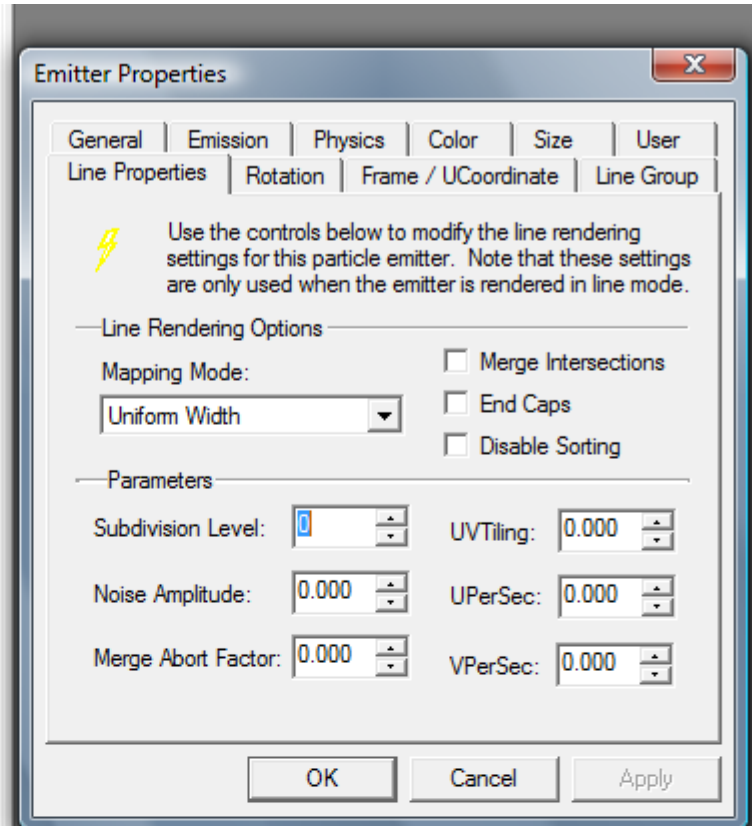 Emitter Properties
General Emission Physics Color Size User
Line Properties Rotation Frame / UCoordinate Line Group
Use the controls below to modify the line rendering
settings for this particle emitter. Note that these settings
are only used when the emitter is rendered in line mode.
Line Rendering Options
Mapping Mode:
Uniform Width
Merge Intersections
End Caps
Disable Sorting
Parameters
Subdivision Level: 0 UVTiling: 0.000
Noise Amplitude: 0.000 UPerSec: 0.000
Merge Abort Factor: 0.000 VPerSec: 0.000
OK Cancel Apply